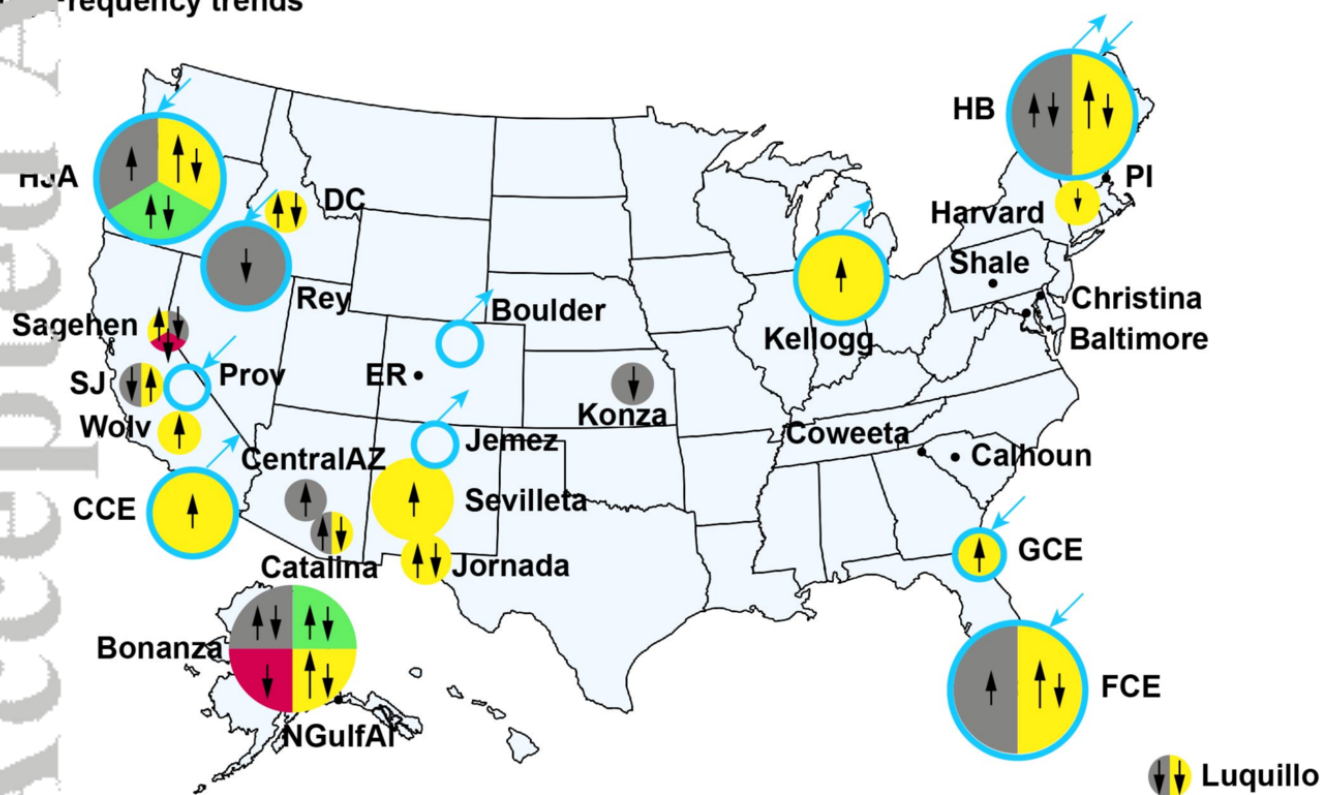 Frequency trends
HB
PI
HJA
DC
Harvard
Shale
Rey
Boulder
Christina
Sagehen
Baltimore
Kellogg
SJ
Prov
ER
Konza
Wolv
Jemez
Coweeta
CentralAZ
Calhoun
CCE
Sevilleta
GCE
Catalina
Jornada
Bonanza
FCE
NGulfAl
Luquillo
Accepted A